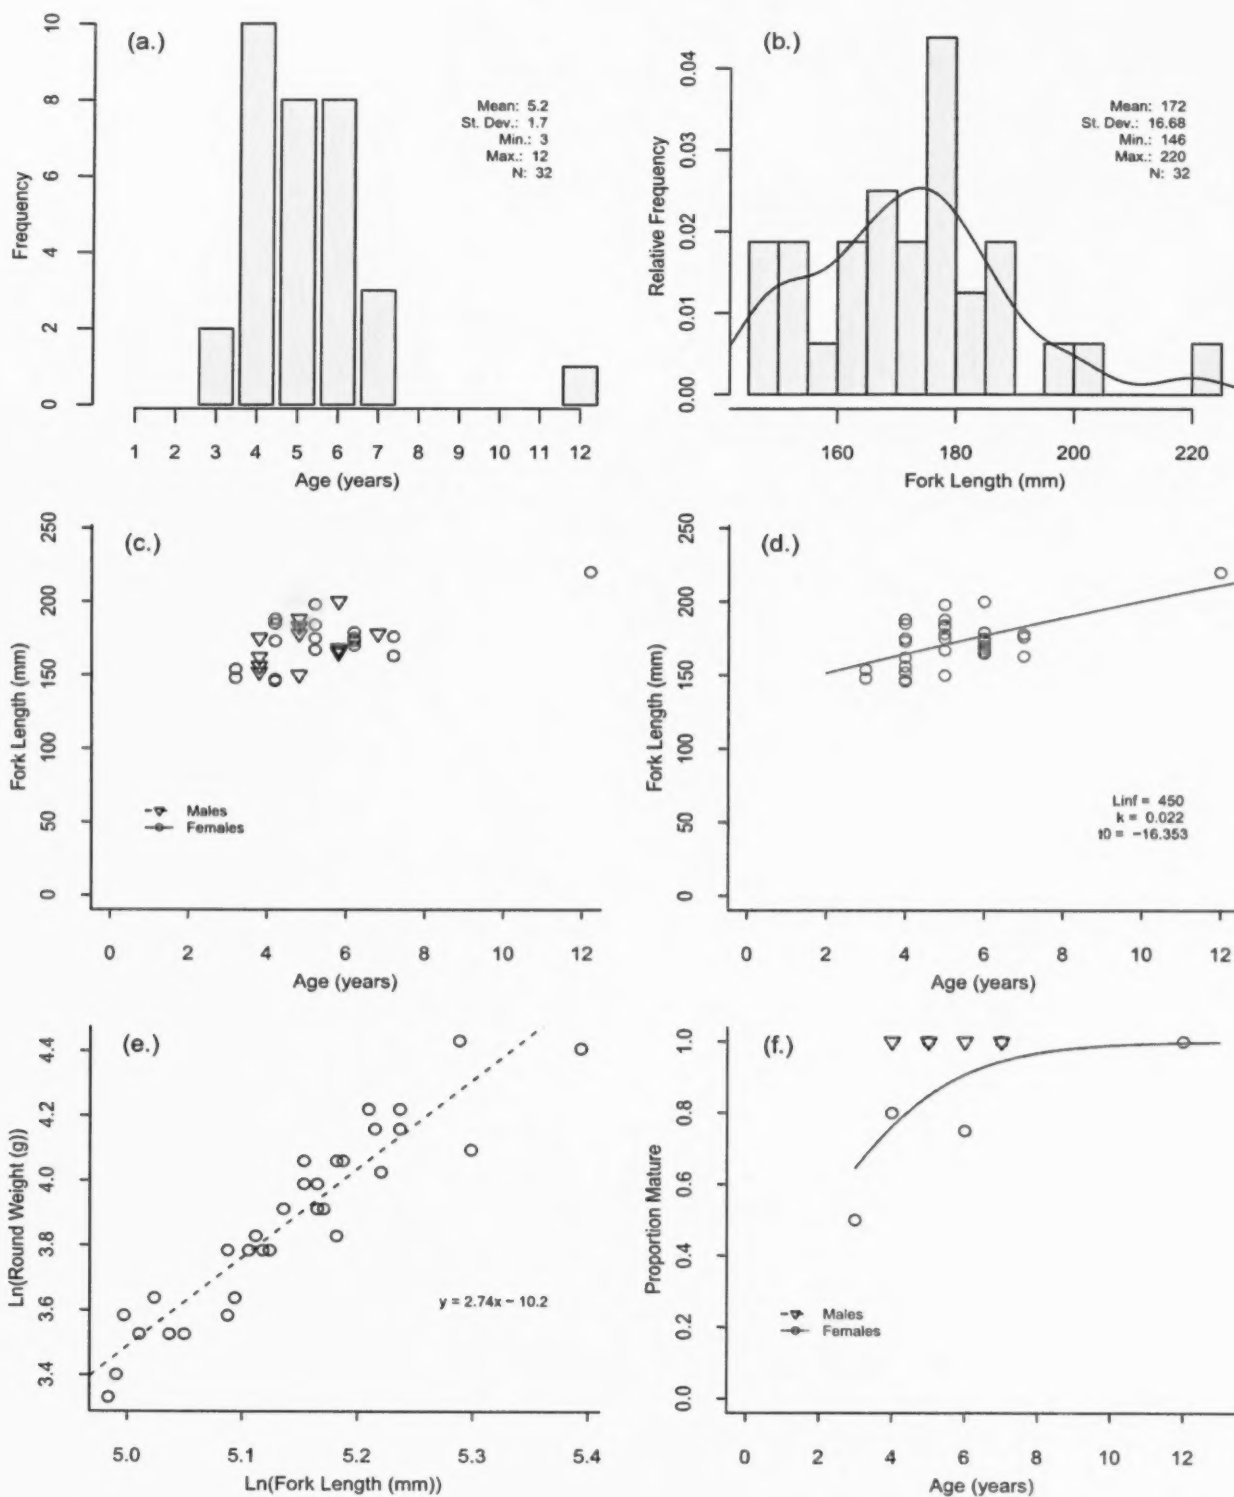 (a.)
Mean: 5.2
St. Dev.: 1.7
Min.: 3
Max.: 12
N: 32
Frequency
0 2 4 6 8 10
1 2 3 4 5 6 7 8 9 10 11 12
Age (years)
(b.)
Mean: 172
St. Dev.: 16.68
Min.: 146
Max.: 220
N: 32
Relative Frequency
0.00 0.01 0.02 0.03 0.04
160 180 200 220
Fork Length (mm)
(c.)
Fork Length (mm)
0 50 100 150 200 250
Males
Females
0 2 4 6 8 10 12
Age (years)
(d.)
Fork Length (mm)
0 50 100 150 200 250
Linf = 450
k = 0.022
t0 = −16.353
0 2 4 6 8 10 12
Age (years)
(e.)
Ln(Round Weight (g))
3.4 3.6 3.8 4.0 4.2 4.4
y = 2.74x − 10.2
5.0 5.1 5.2 5.3 5.4
Ln(Fork Length (mm))
(f.)
Proportion Mature
0.0 0.2 0.4 0.6 0.8 1.0
Males
Females
0 2 4 6 8 10 12
Age (years)